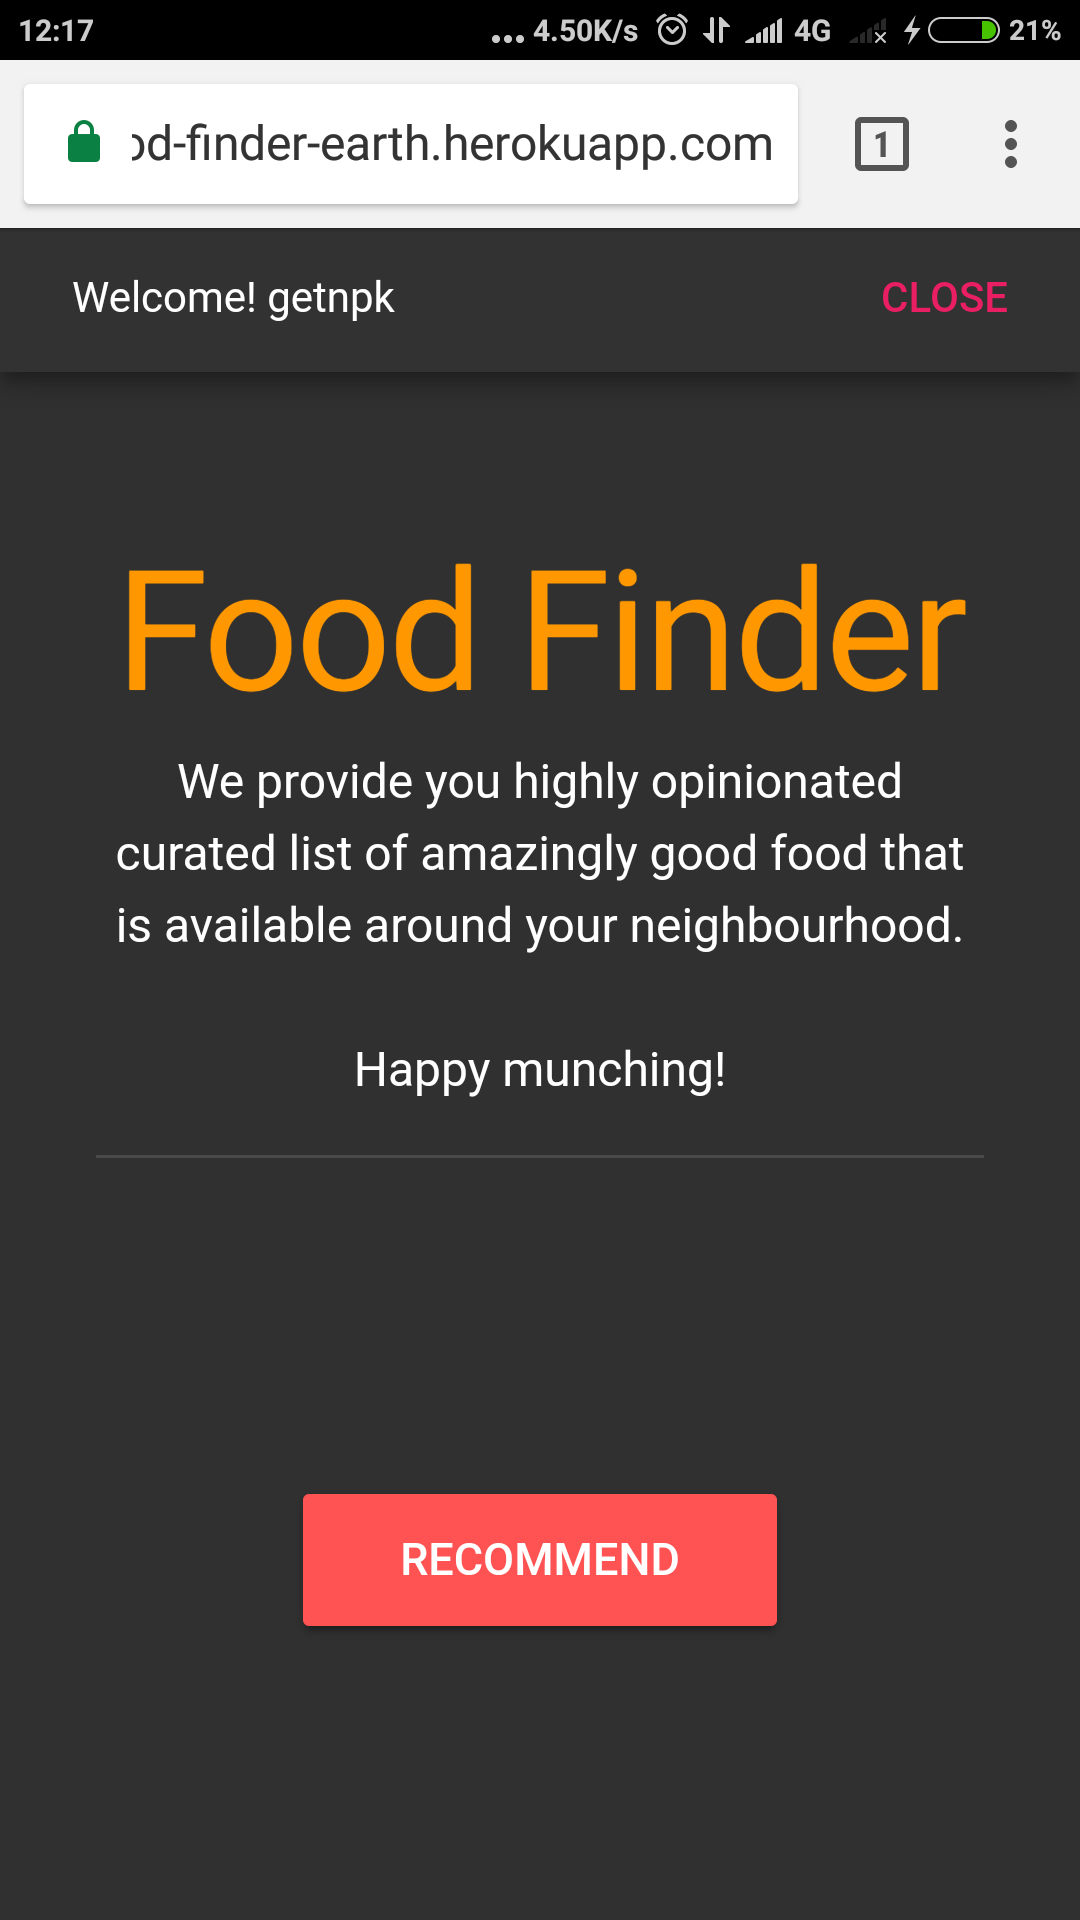 12:17 ... 4.50K/s 4G 21%
od-finder-earth.herokuapp.com 1
Welcome! getnpk CLOSE
Food Finder
We provide you highly opinionated
curated list of amazingly good food that
is available around your neighbourhood.
Happy munching!
RECOMMEND